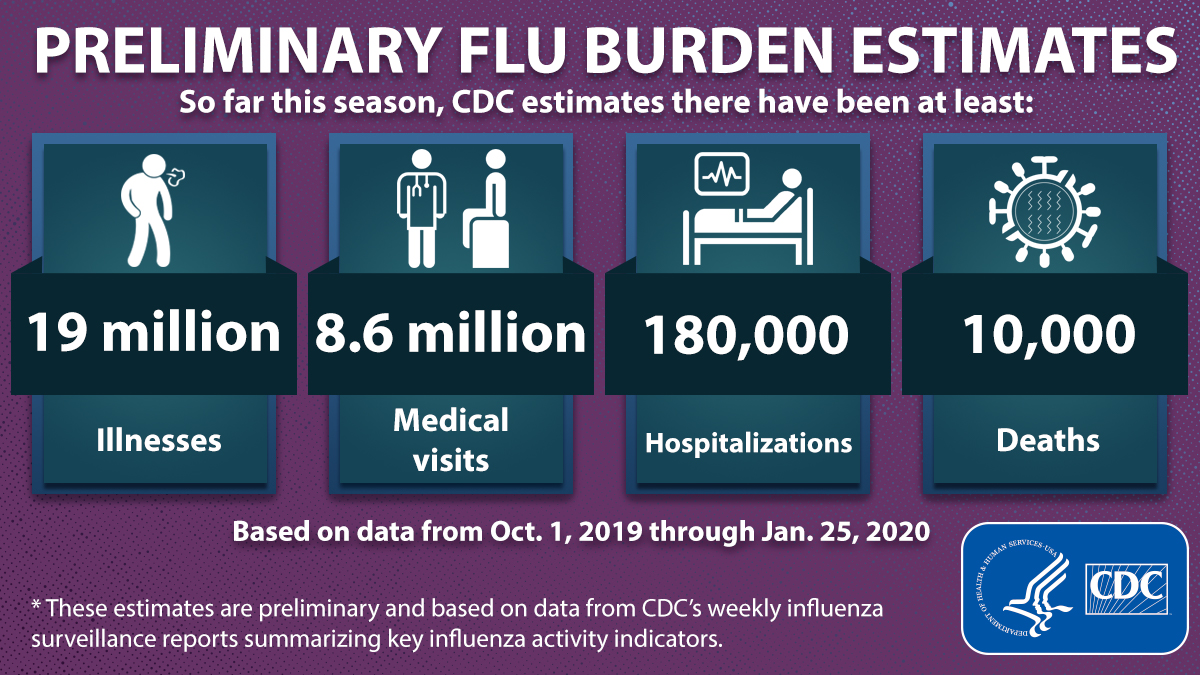 PRELIMINARY FLU BURDEN ESTIMATES
So far this season, CDC estimates there have been at least:
19 million
Illnesses
8.6 million
Medical
visits
180,000
Hospitalizations
10,000
Deaths
Based on data from Oct. 1, 2019 through Jan. 25, 2020
* These estimates are preliminary and based on data from CDC's weekly influenza
surveillance reports summarizing key influenza activity indicators.
DEPARTMENT OF HEALTH & HUMAN SERVICES·USA
CDC